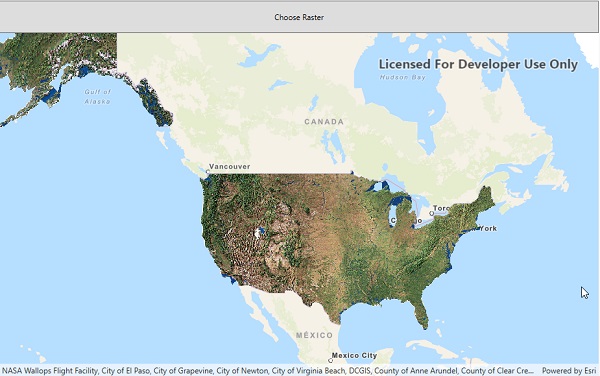 Choose Raster
Licensed For Developer Use Only
Hudson Bay
Gulf of
Alaska
CANADA
Vancouver
Toro
C go
York
MÉXICO
Mexico City
NASA Wallops Flight Facility, City of El Paso, City of Grapevine, City of Newton, City of Virginia Beach, DCGIS, County of Anne Arundel, County of Clear Cre... Powered by Esri